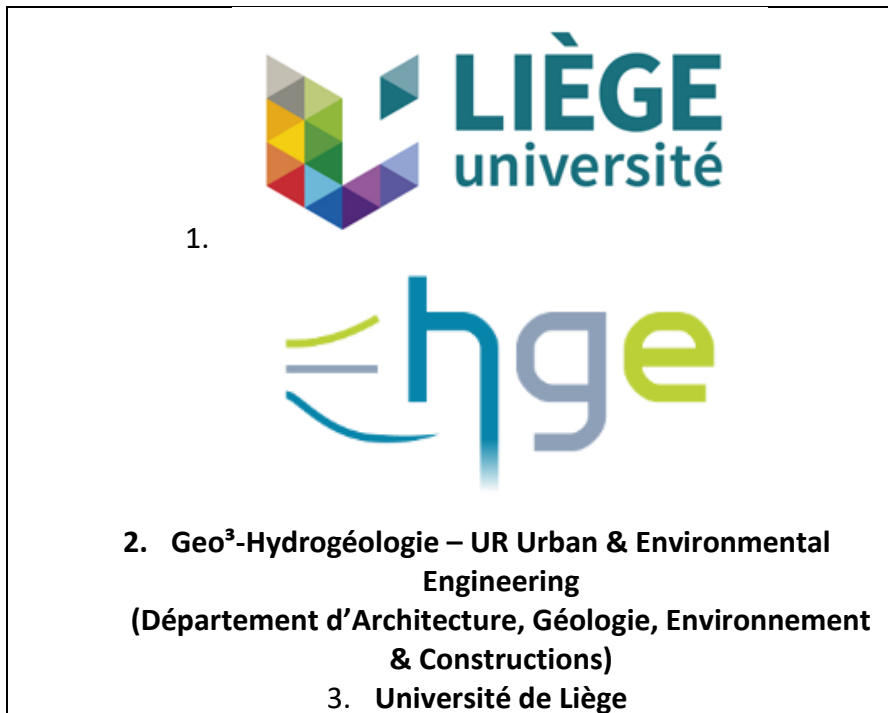 LIÈGE
université
1.
hge
2. Geo³-Hydrogéologie – UR Urban & Environmental
Engineering
(Département d’Architecture, Géologie, Environnement
& Constructions)
3. Université de Liège